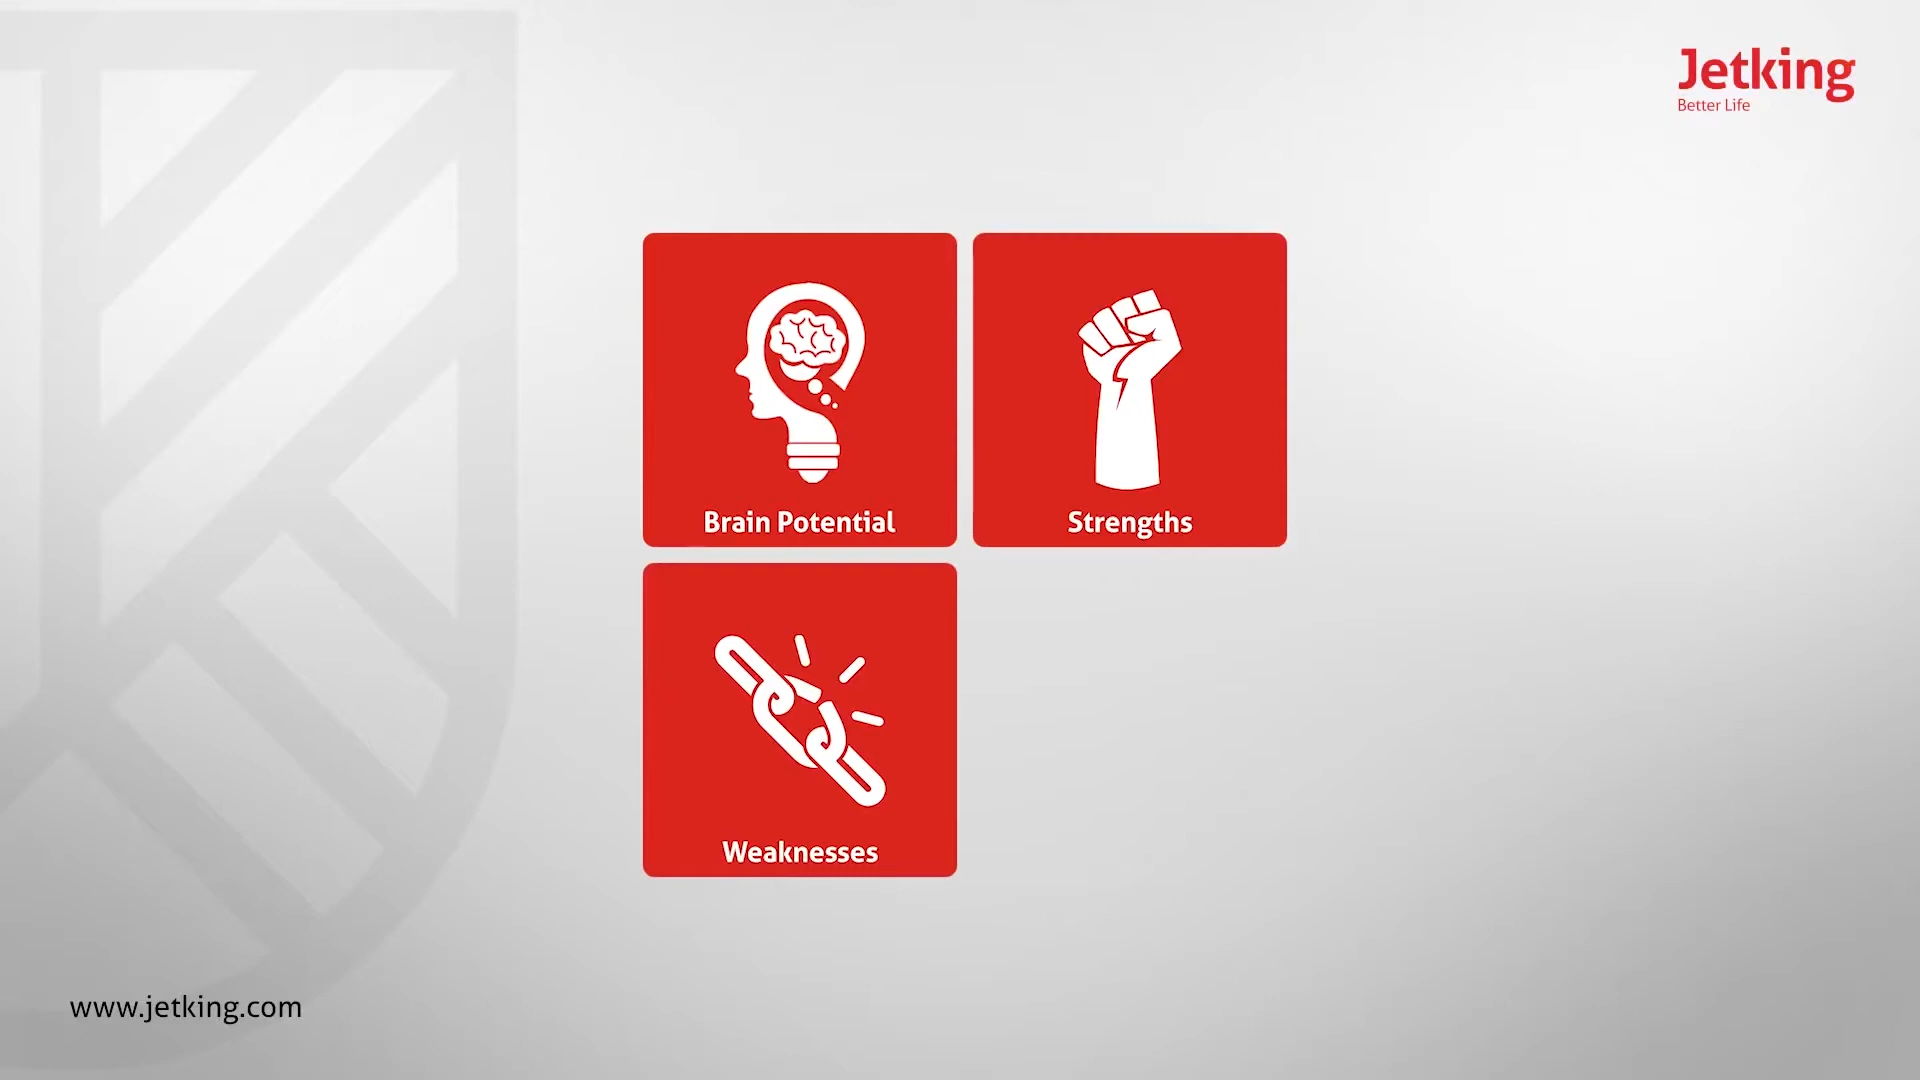 Jetking
Better Life
Brain Potential
Strengths
Weaknesses
www.jetking.com